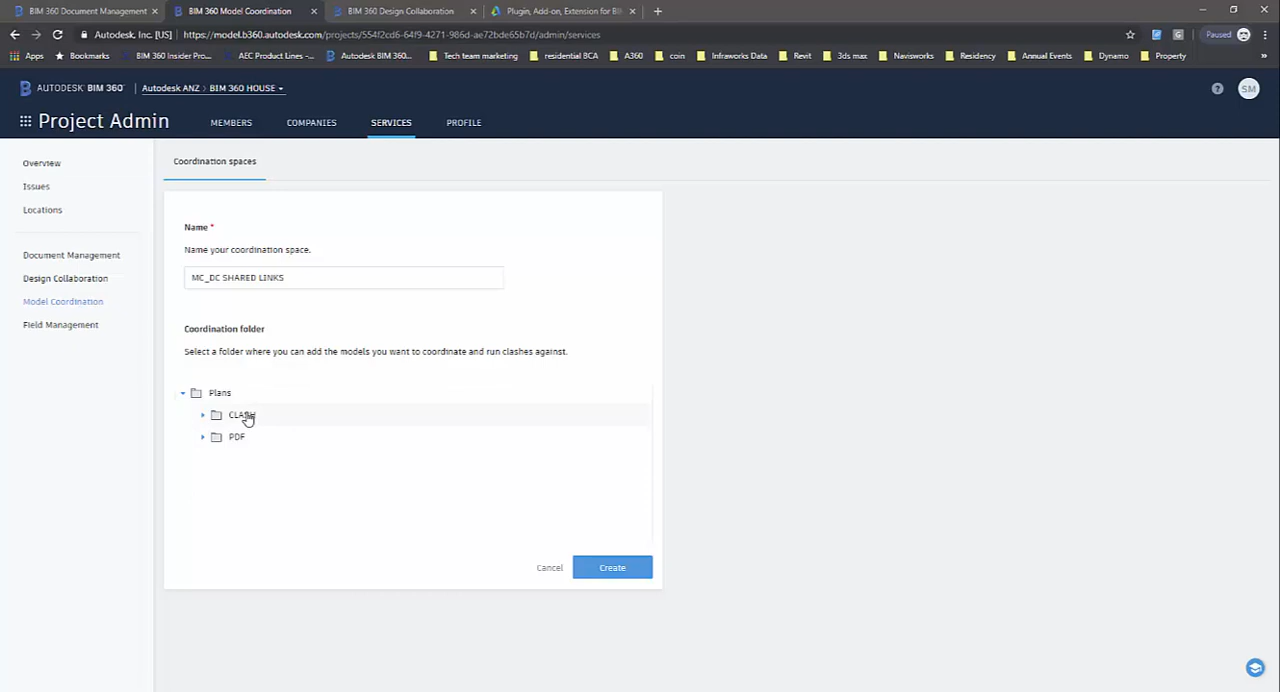 BIM 360 Document Management
BIM 360 Model Coordination
BIM 360 Design Collaboration
Plugin, Add-on, Extension for BI
Autodesk, Inc. [US]
https://model.b360.autodesk.com/projects/554f2cd6-64f9-4271-986d-ae72bde65b7d/admin/services
Paused
Apps
Bookmarks
BIM 360 Insider Pro...
AEC Product Lines -...
Autodesk BIM 360...
Tech team marketing
residential BCA
A360
coin
Infraworks Data
Revit
3ds max
Navisworks
Residency
Annual Events
Dynamo
Property
»
AUTODESK BIM 360
Autodesk ANZ > BIM 360 HOUSE
SM
Project Admin
MEMBERS
COMPANIES
SERVICES
PROFILE
Overview
Issues
Locations
Document Management
Design Collaboration
Model Coordination
Field Management
Coordination spaces
Name *
Name your coordination space.
MC_DC SHARED LINKS
Coordination folder
Select a folder where you can add the models you want to coordinate and run clashes against.
Plans
CLASH
PDF
Cancel
Create